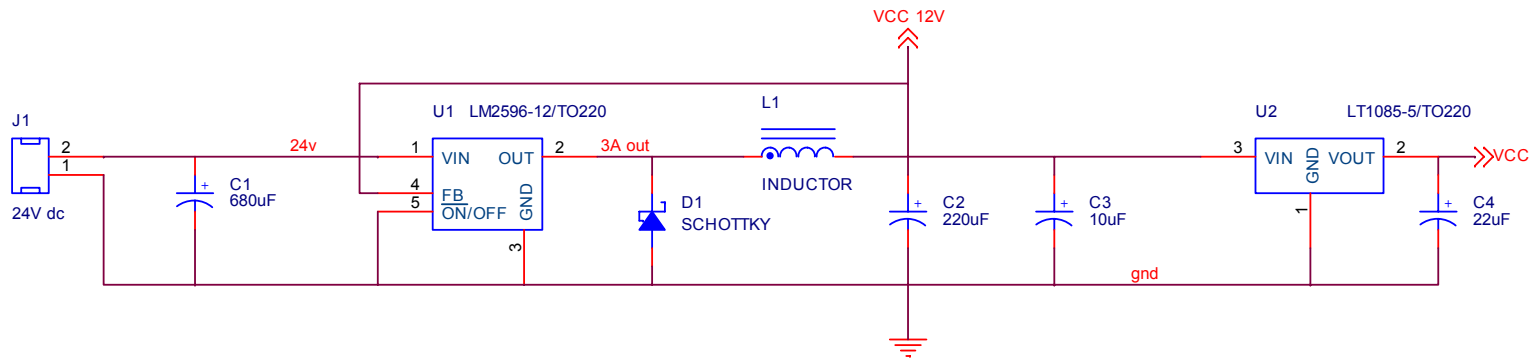 VCC 12V
U1 LM2596-12/TO220
L1
U2 LT1085-5/TO220
J1
2
1
24v
1 VIN OUT 2
3A out
3 VIN VOUT 2
GND
VCC
4 FB
5 ON/OFF
GND
3
INDUCTOR
1
C1
680uF
24V dc
D1
SCHOTTKY
C2
220uF
C3
10uF
C4
22uF
gnd